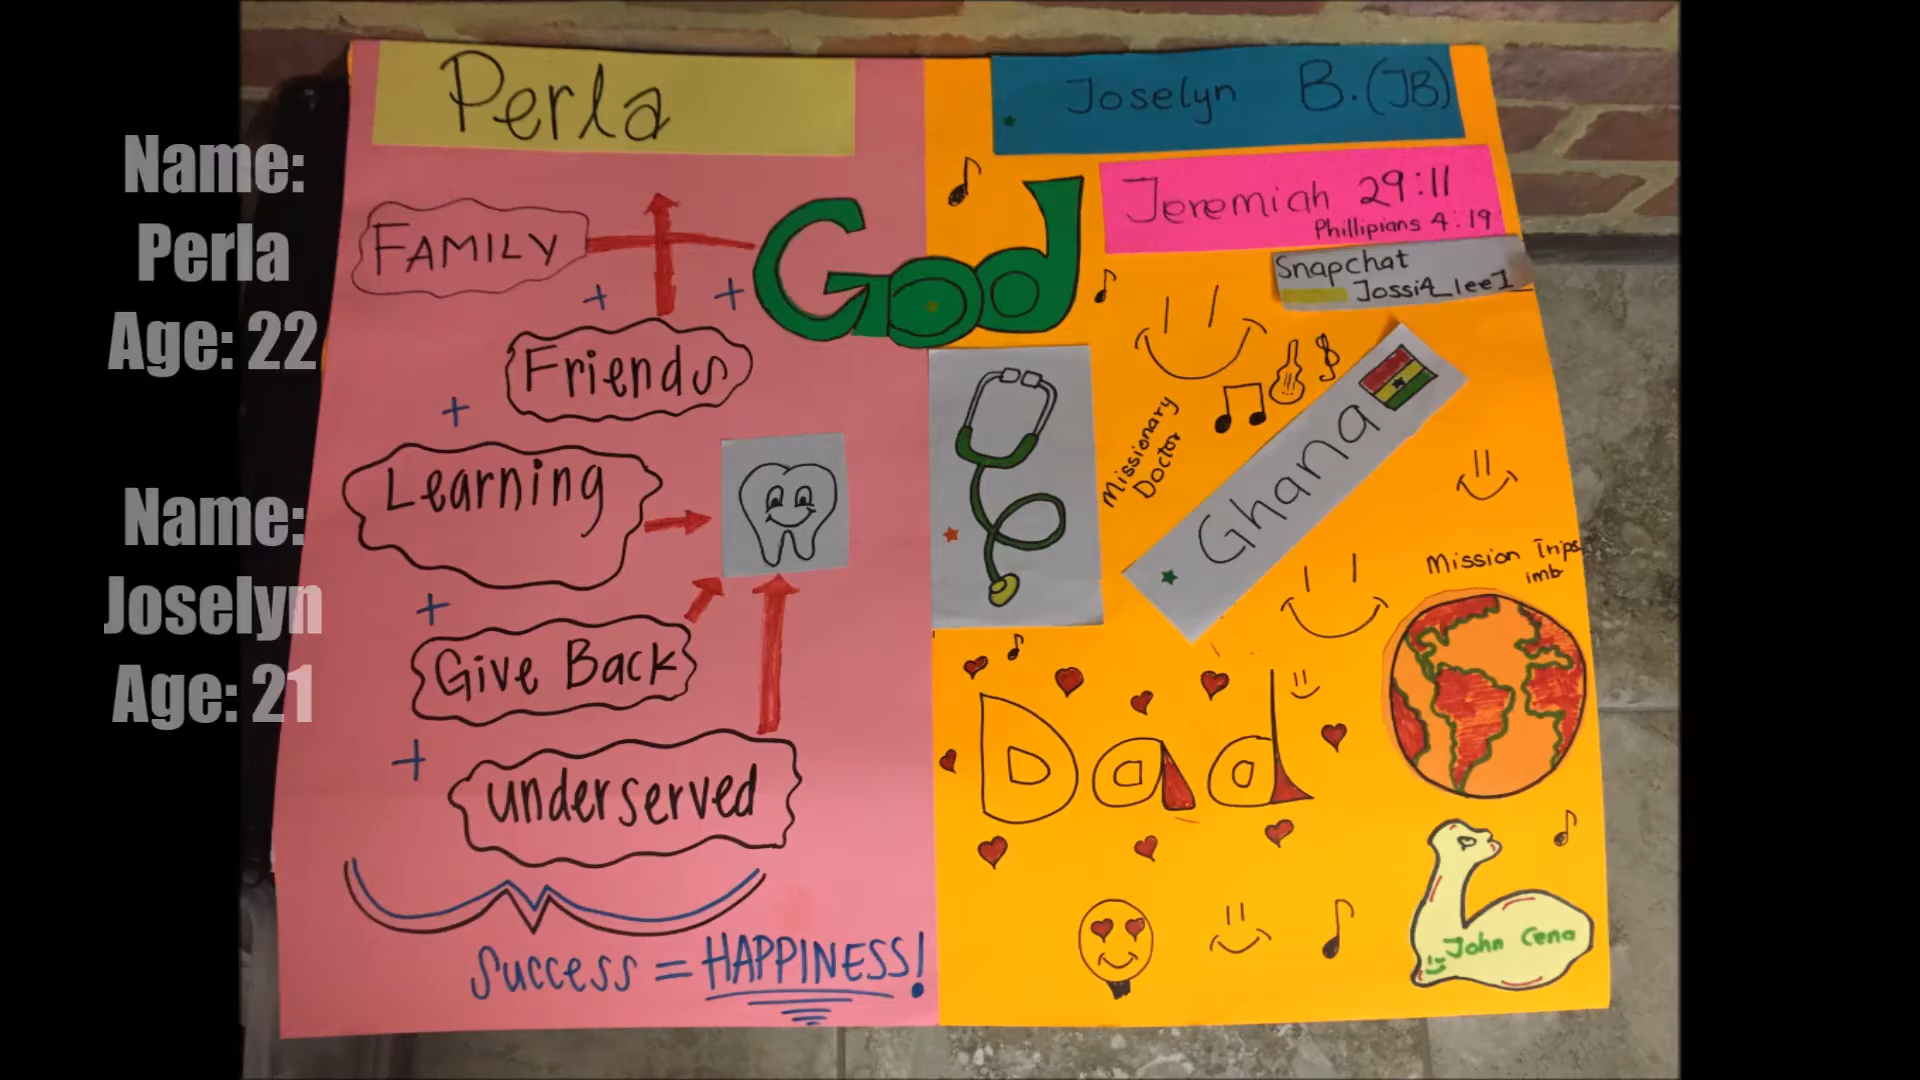 Name:
Perla
Age: 22
Name:
Joselyn
Age: 21
Perla
FAMILY
God
+ +
Friends
+
Learning
+
Give Back
+
underserved
Success = HAPPINESS!
Joselyn B. (JB)
Jeremiah 29:11
Phillipians 4:19
Snapchat
Jossi4_lee1_
Missionary
Doctor
Ghana
Mission Trips
imb
Dad
John Cena